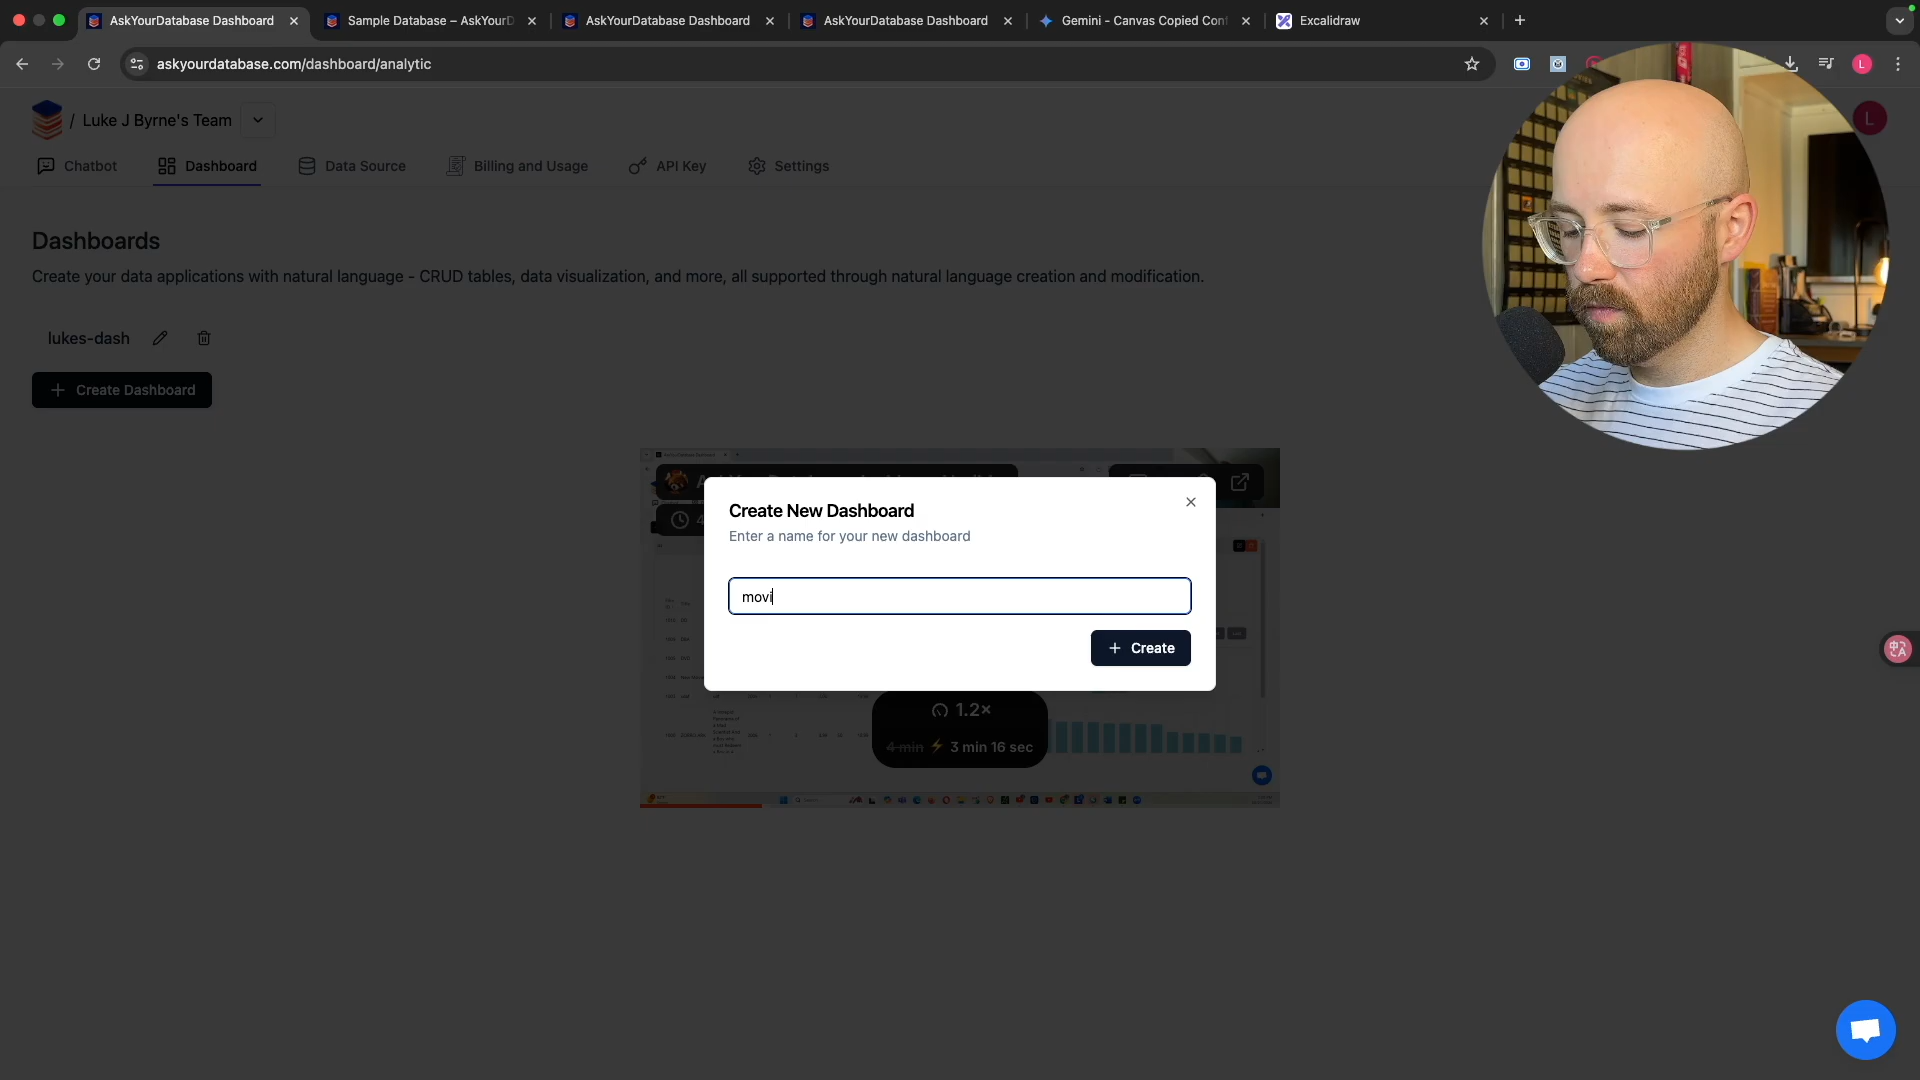 AskYourDatabase Dashboard
Sample Database – AskYourD
AskYourDatabase Dashboard
AskYourDatabase Dashboard
Gemini - Canvas Copied Con
Excalidraw
askyourdatabase.com/dashboard/analytic
L
/ Luke J Byrne's Team
L
Chatbot
Dashboard
Data Source
Billing and Usage
API Key
Settings
Dashboards
Create your data applications with natural language - CRUD tables, data visualization, and more, all supported through natural language creation and modification.
lukes-dash
+ Create Dashboard
Create New Dashboard
Enter a name for your new dashboard
movi
+ Create
1.2×
4 min ⚡ 3 min 16 sec